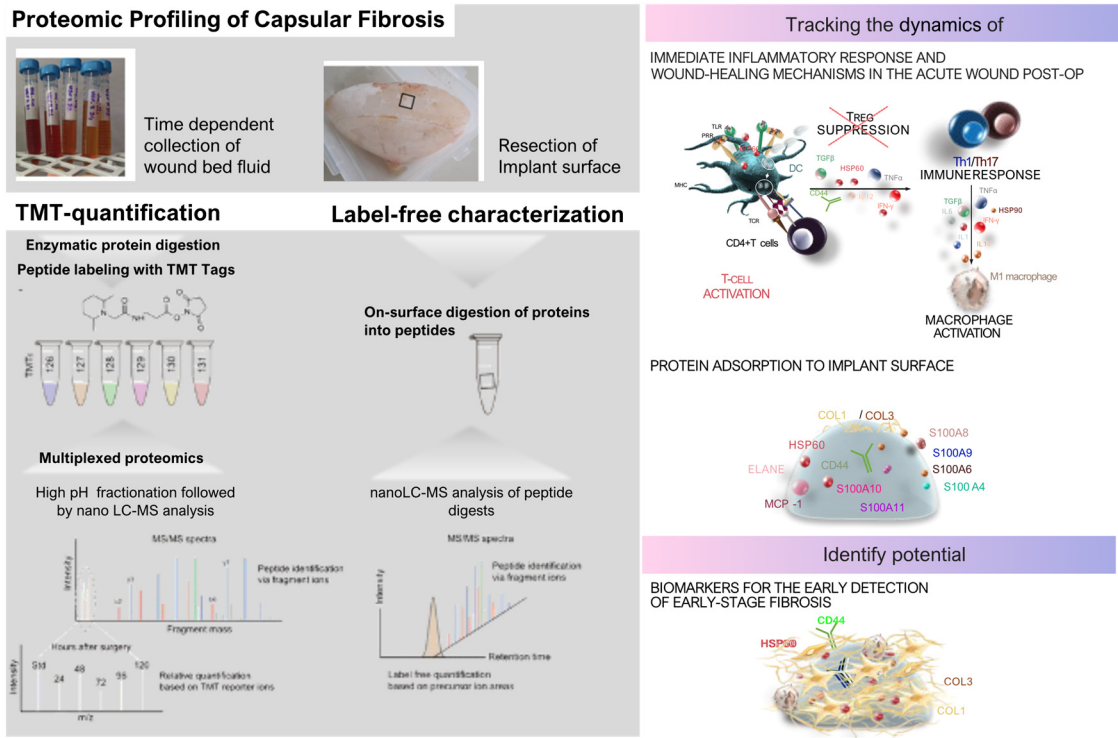 Proteomic Profiling of Capsular Fibrosis
Time dependent
collection of
wound bed fluid
Resection of
Implant surface
TMT-quantification
Enzymatic protein digestion
Peptide labeling with TMT Tags
NH
TMTs
126
127
128
129
130
131
Multiplexed proteomics
High pH fractionation followed
by nano LC-MS analysis
MS/MS spectra
Intensity
Peptide identification
via fragment ions
Fragment mass
Hours after surgery
Intensity
Std
24
48
72
96
120
m/z
Relative quantification
based on TMT reporter ions
Label-free characterization
On-surface digestion of proteins
into peptides
nanoLC-MS analysis of peptide
digests
MS/MS spectra
Intensity
Peptide identification
via fragment ions
Retention time
Label free quantification
based on precursor ion areas
Tracking the dynamics of
IMMEDIATE INFLAMMATORY RESPONSE AND
WOUND-HEALING MECHANISMS IN THE ACUTE WOUND POST-OP
TLR
PRR
MHC
TCR
DC
CD4+T cells
T-CELL
ACTIVATION
TREG
SUPPRESSION
TGFβ
HSP60
TNFα
CD44
IFN-γ
Th1/Th17
IMMUNERESPONSE
TNFα
TGFβ
IL6
HSP90
IFN-γ
IL1
M1 macrophage
MACROPHAGE
ACTIVATION
PROTEIN ADSORPTION TO IMPLANT SURFACE
COL1 / COL3
HSP60
CD44
ELANE
MCP -1
S100A10
S100A11
S100A8
S100A9
S100A6
S100 A4
Identify potential
BIOMARKERS FOR THE EARLY DETECTION
OF EARLY-STAGE FIBROSIS
CD44
HSP60
COL3
COL1